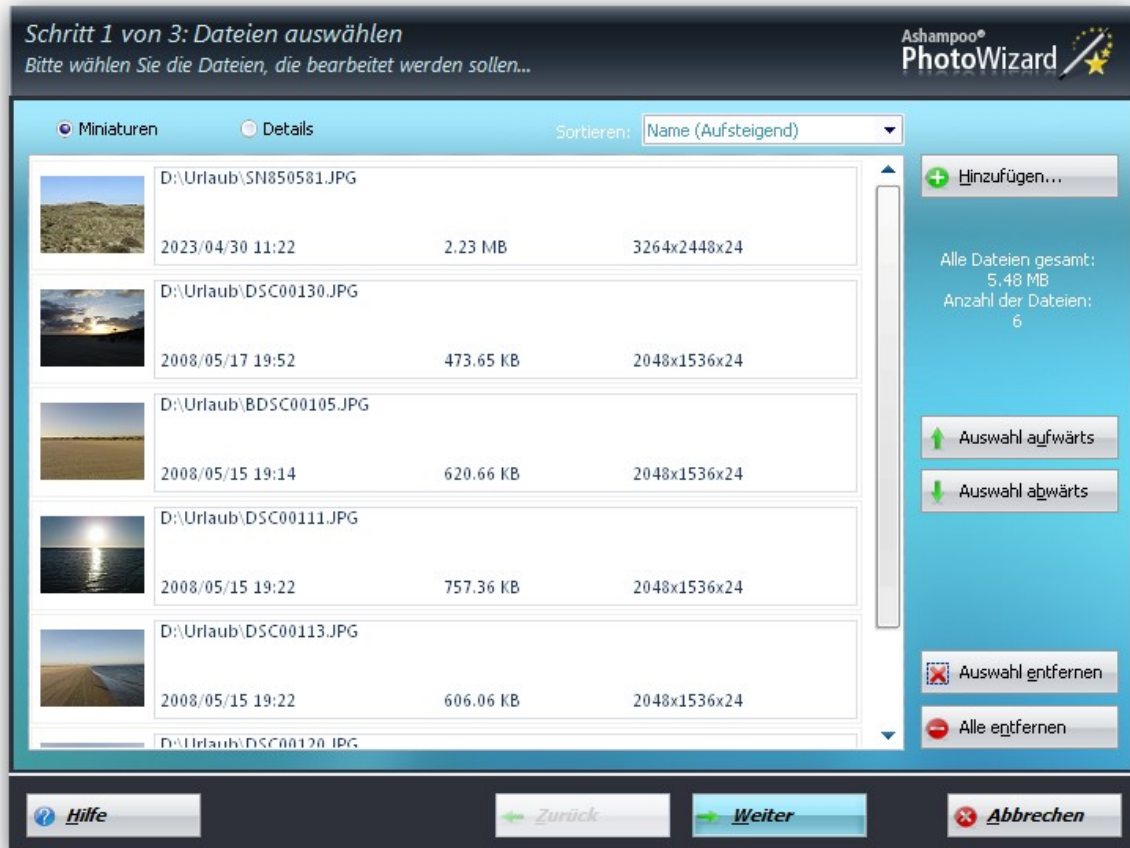 Schritt 1 von 3: Dateien auswählen
Bitte wählen Sie die Dateien, die bearbeitet werden sollen...
Ashampoo®
PhotoWizard
Miniaturen
Details
Sortieren:
Name (Aufsteigend)
D:\Urlaub\SN850581.JPG
2023/04/30 11:22 2.23 MB 3264x2448x24
D:\Urlaub\DSC00130.JPG
2008/05/17 19:52 473.65 KB 2048x1536x24
D:\Urlaub\BDSC00105.JPG
2008/05/15 19:14 620.66 KB 2048x1536x24
D:\Urlaub\DSC00111.JPG
2008/05/15 19:22 757.36 KB 2048x1536x24
D:\Urlaub\DSC00113.JPG
2008/05/15 19:22 606.06 KB 2048x1536x24
D:\Urlaub\DSC00120.JPG
Hinzufügen...
Alle Dateien gesamt:
5.48 MB
Anzahl der Dateien:
6
Auswahl aufwärts
Auswahl abwärts
Auswahl entfernen
Alle entfernen
Hilfe
Zurück
Weiter
Abbrechen